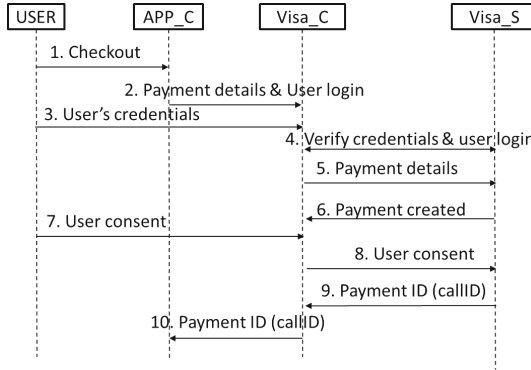 USER APP_C Visa_C Visa_S
1. Checkout
2. Payment details & User login
3. User's credentials
4. Verify credentials & user login
5. Payment details
6. Payment created
7. User consent
8. User consent
9. Payment ID (callID)
10. Payment ID (callID)